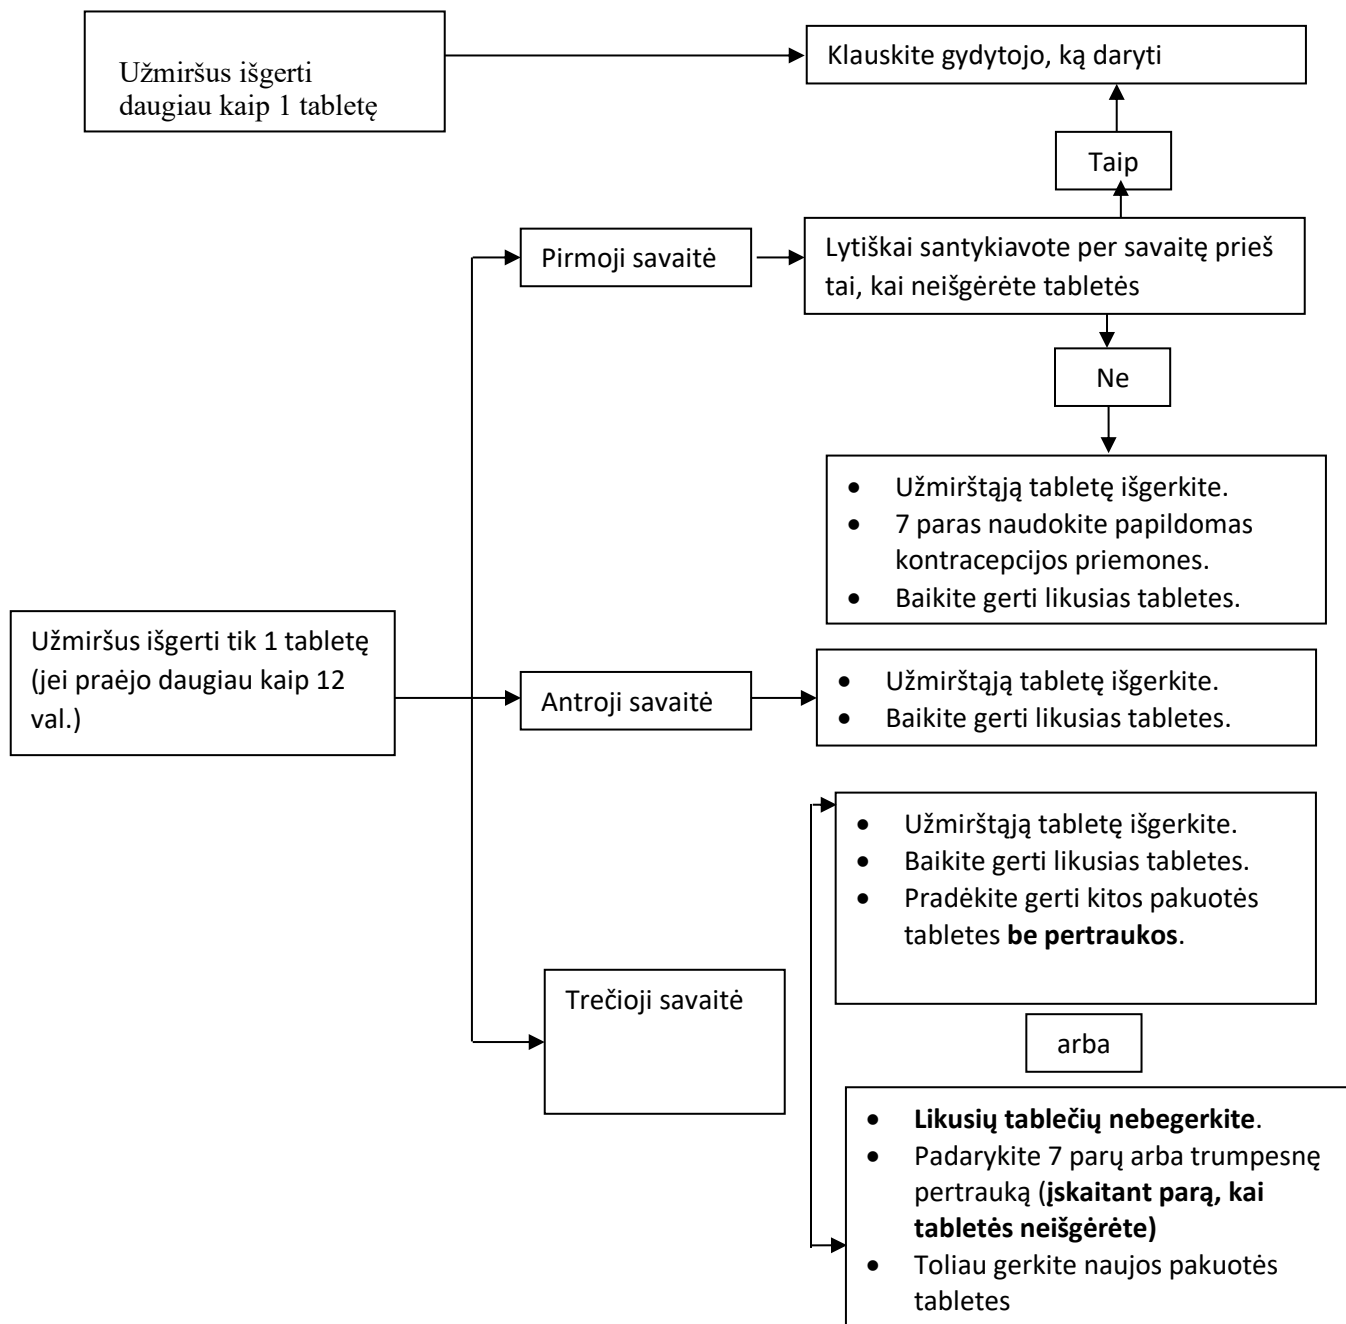 Užmiršus išgerti
daugiau kaip 1 tabletę
Klauskite gydytojo, ką daryti
Taip
Pirmoji savaitė
Lytiškai santykiavote per savaitę prieš
tai, kai neišgėrėte tabletės
Ne
• Užmirštąją tabletę išgerkite.
• 7 paras naudokite papildomas
kontracepcijos priemones.
• Baikite gerti likusias tabletes.
Užmiršus išgerti tik 1 tabletę
(jei praėjo daugiau kaip 12
val.)
Antroji savaitė
• Užmirštąją tabletę išgerkite.
• Baikite gerti likusias tabletes.
Trečioji savaitė
• Užmirštąją tabletę išgerkite.
• Baikite gerti likusias tabletes.
• Pradėkite gerti kitos pakuotės
tabletes be pertraukos.
arba
• Likusių tablečių nebegerkite.
• Padarykite 7 parų arba trumpesnę
pertrauką (įskaitant parą, kai
tabletės neišgėrėte)
• Toliau gerkite naujos pakuotės
tabletes